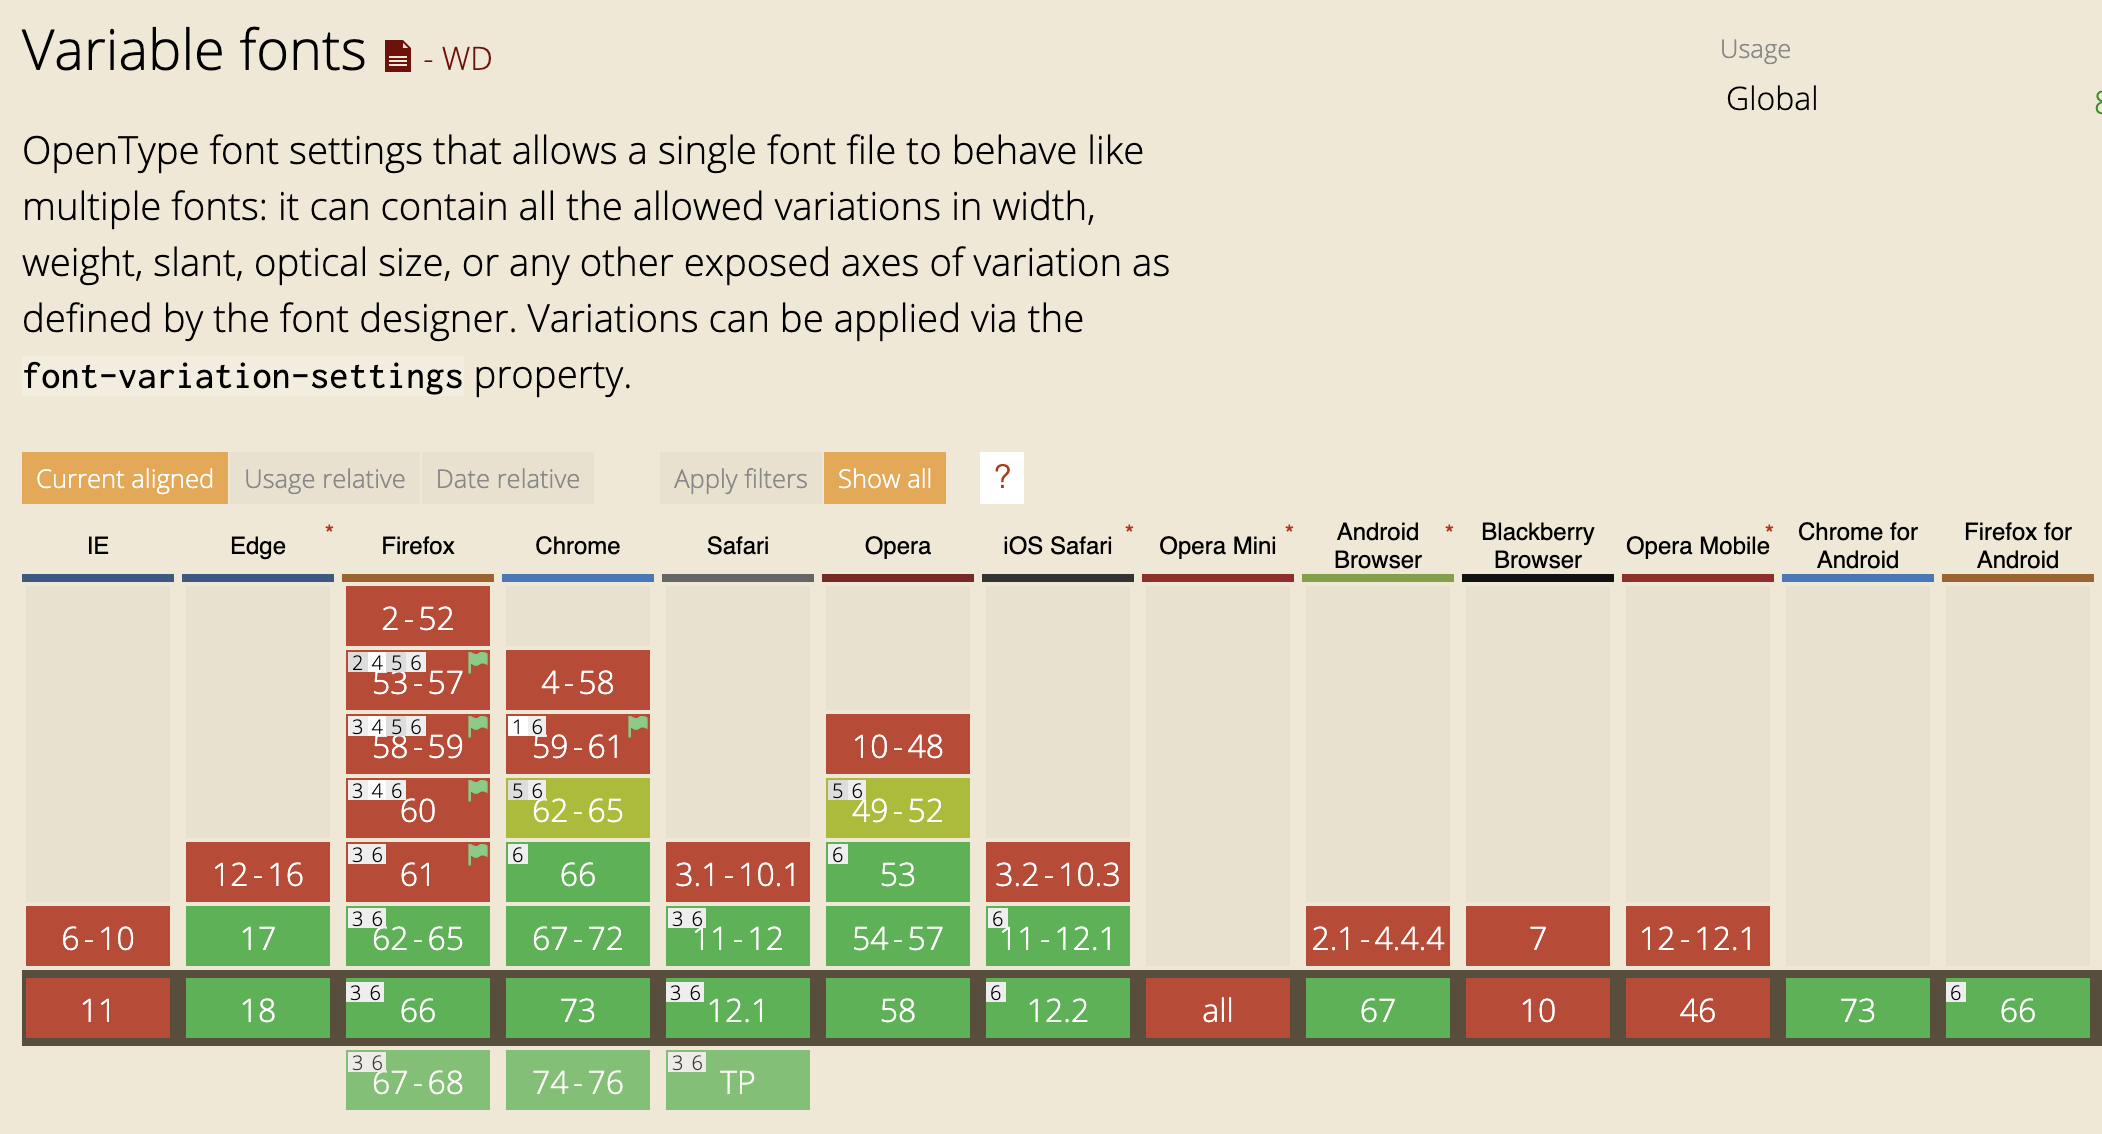 Variable fonts - WD
Usage
Global
OpenType font settings that allows a single font file to behave like
multiple fonts: it can contain all the allowed variations in width,
weight, slant, optical size, or any other exposed axes of variation as
defined by the font designer. Variations can be applied via the
font-variation-settings property.
Current aligned Usage relative Date relative Apply filters Show all ?
IE Edge * Firefox Chrome Safari Opera iOS Safari * Opera Mini * Android Browser * Blackberry Browser Opera Mobile * Chrome for Android Firefox for Android
2-52
2 4 5 6 53-57 4-58
3 4 5 6 58-59 1 6 59-61 10-48
3 4 6 60 5 6 62-65 5 6 49-52
12-16 3 6 61 6 66 3.1-10.1 6 53 3.2-10.3
6-10 17 3 6 62-65 67-72 3 6 11-12 54-57 6 11-12.1 2.1-4.4.4 7 12-12.1
11 18 3 6 66 73 3 6 12.1 58 6 12.2 all 67 10 46 73 6 66
3 6 67-68 74-76 3 6 TP